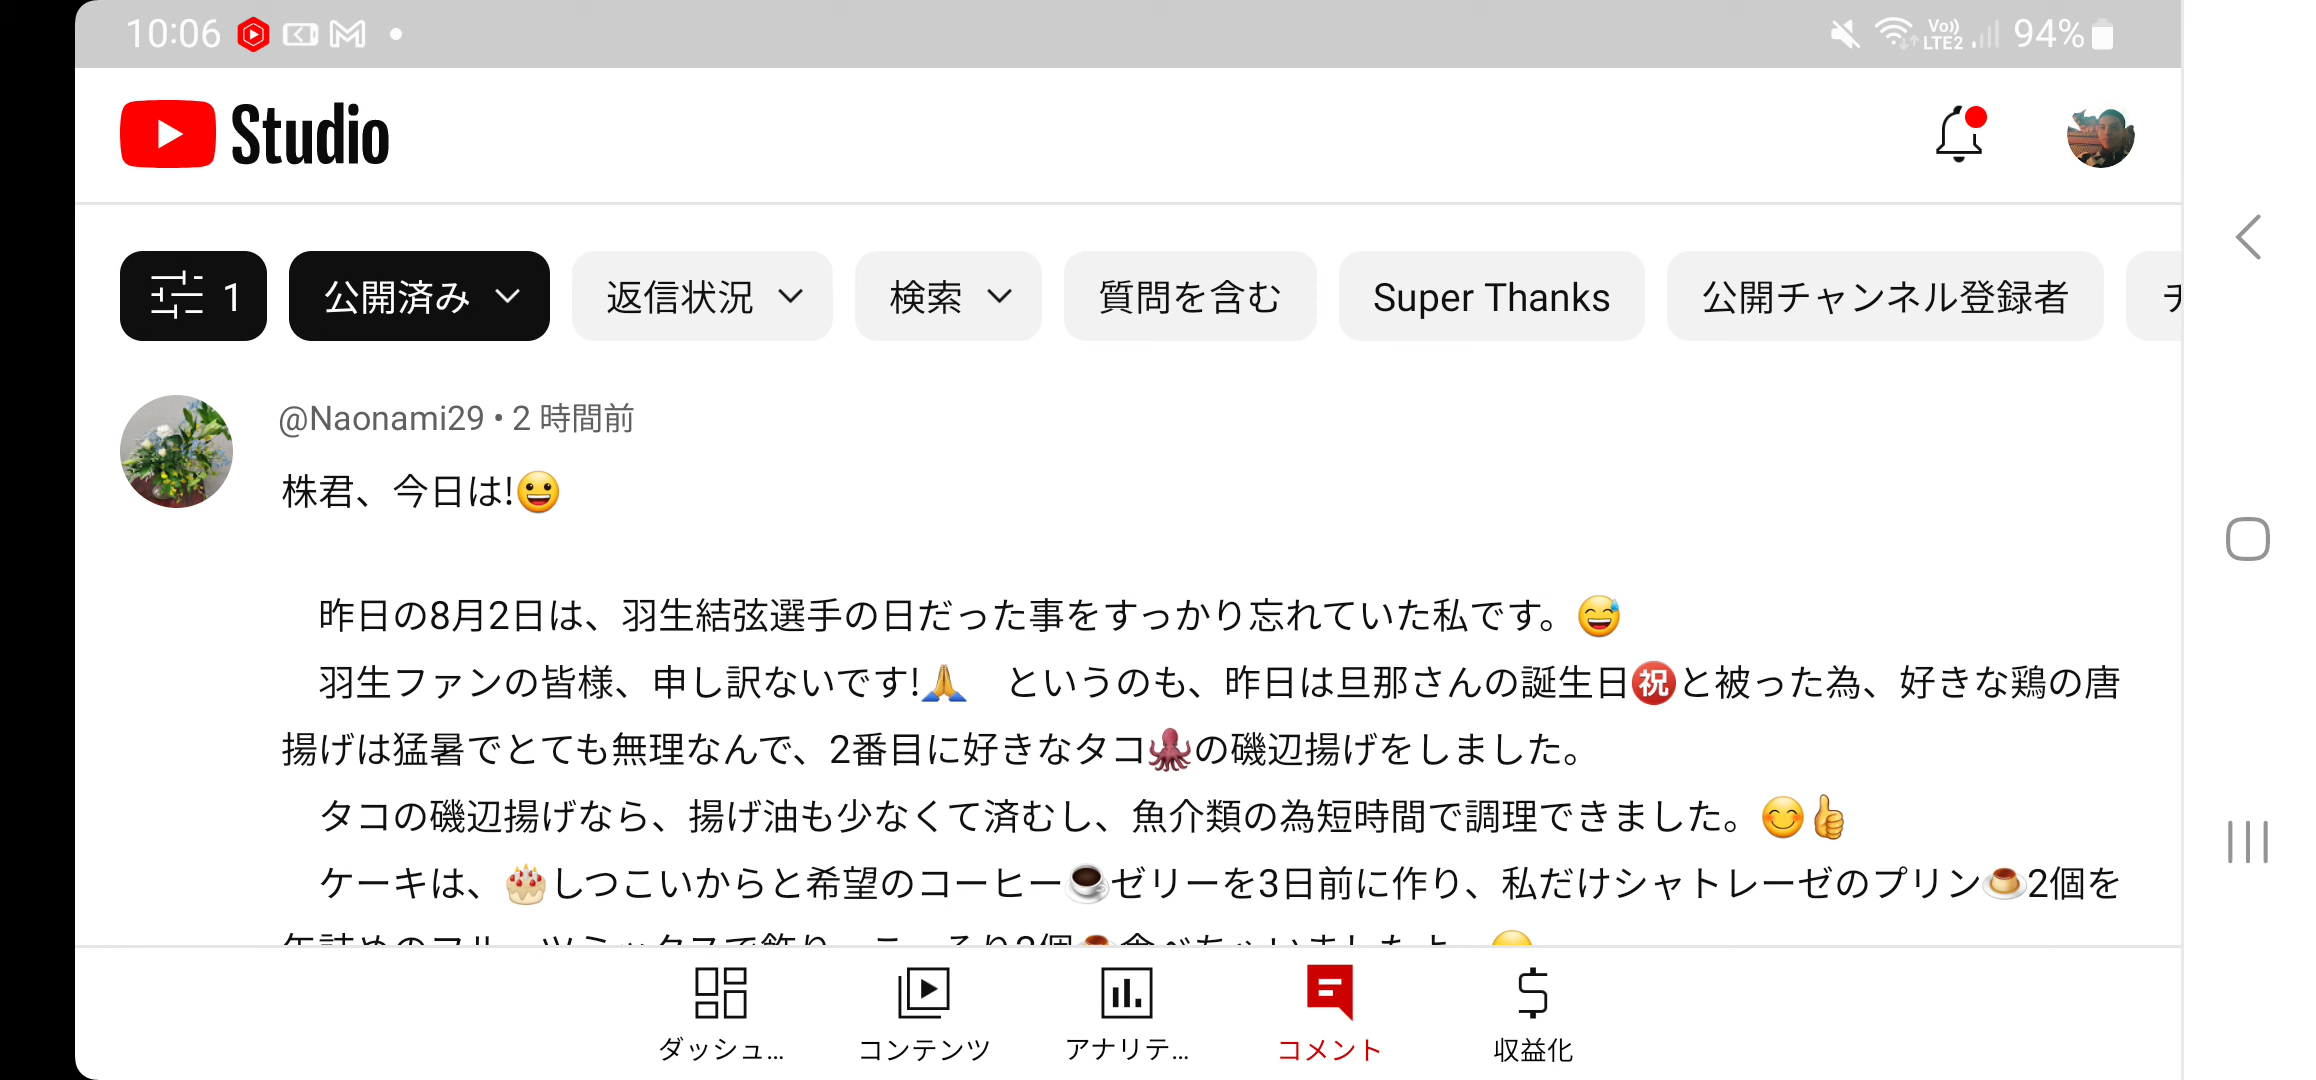 10:06
Vo)) LTE2 94%
Studio
1 公開済み 返信状況 検索 質問を含む Super Thanks 公開チャンネル登録者 チ
@Naonami29 • 2 時間前
株君、今日は!😀
昨日の8月2日は、羽生結弦選手の日だった事をすっかり忘れていた私です。😅
羽生ファンの皆様、申し訳ないです!🙏 というのも、昨日は旦那さんの誕生日㊗️と被った為、好きな鶏の唐
揚げは猛暑でとても無理なんで、2番目に好きなタコ🐙の磯辺揚げをしました。
タコの磯辺揚げなら、揚げ油も少なくて済むし、魚介類の為短時間で調理できました。😊👍
ケーキは、🎂しつこいからと希望のコーヒー☕ゼリーを3日前に作り、私だけシャトレーゼのプリン🍮2個を
ダッシュ... コンテンツ アナリテ... コメント 収益化